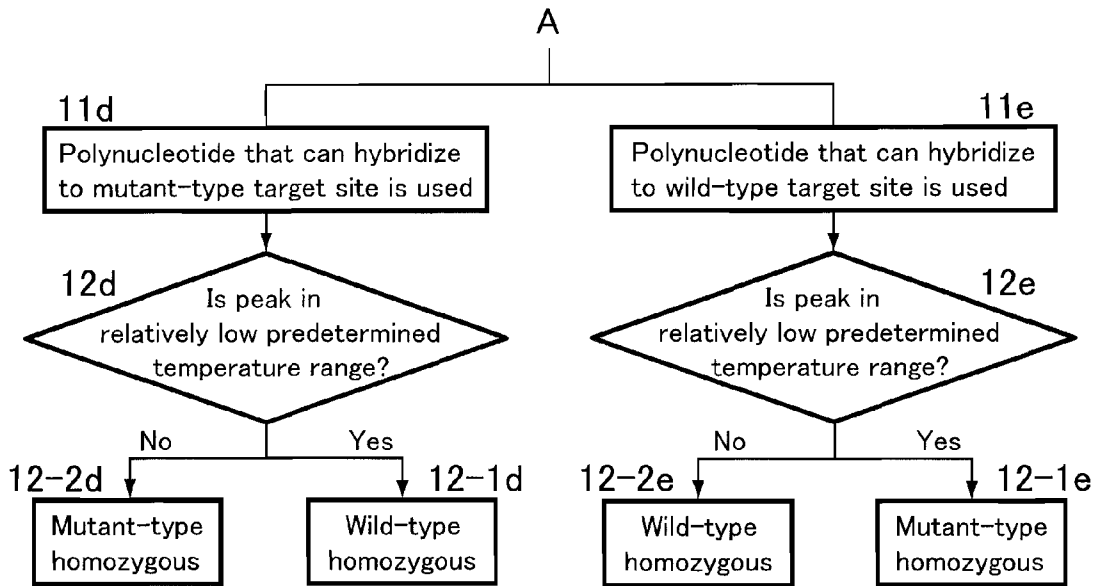 A
11d
Polynucleotide that can hybridize
to mutant-type target site is used
12d
Is peak in
relatively low predetermined
temperature range?
No
Yes
12-2d
Mutant-type
homozygous
12-1d
Wild-type
homozygous
11e
Polynucleotide that can hybridize
to wild-type target site is used
12e
Is peak in
relatively low predetermined
temperature range?
No
Yes
12-2e
Wild-type
homozygous
12-1e
Mutant-type
homozygous